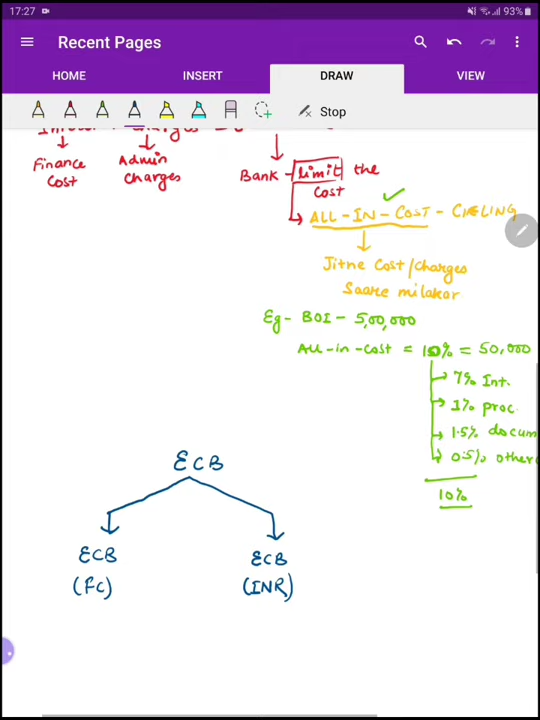 17:27
93%
Recent Pages
HOME INSERT DRAW VIEW
Stop
Finance Cost
Admin Charges
Bank - limit the cost
ALL-IN-COST - CIELING
Jitne Cost/Charges
Saare milakar
Eg- BOI - 5,00,000
All-in-cost = 10% = 50,000
7% Int.
1% proc.
1.5% docum
0.5% other
10%
ECB
ECB
(FC)
ECB
(INR)